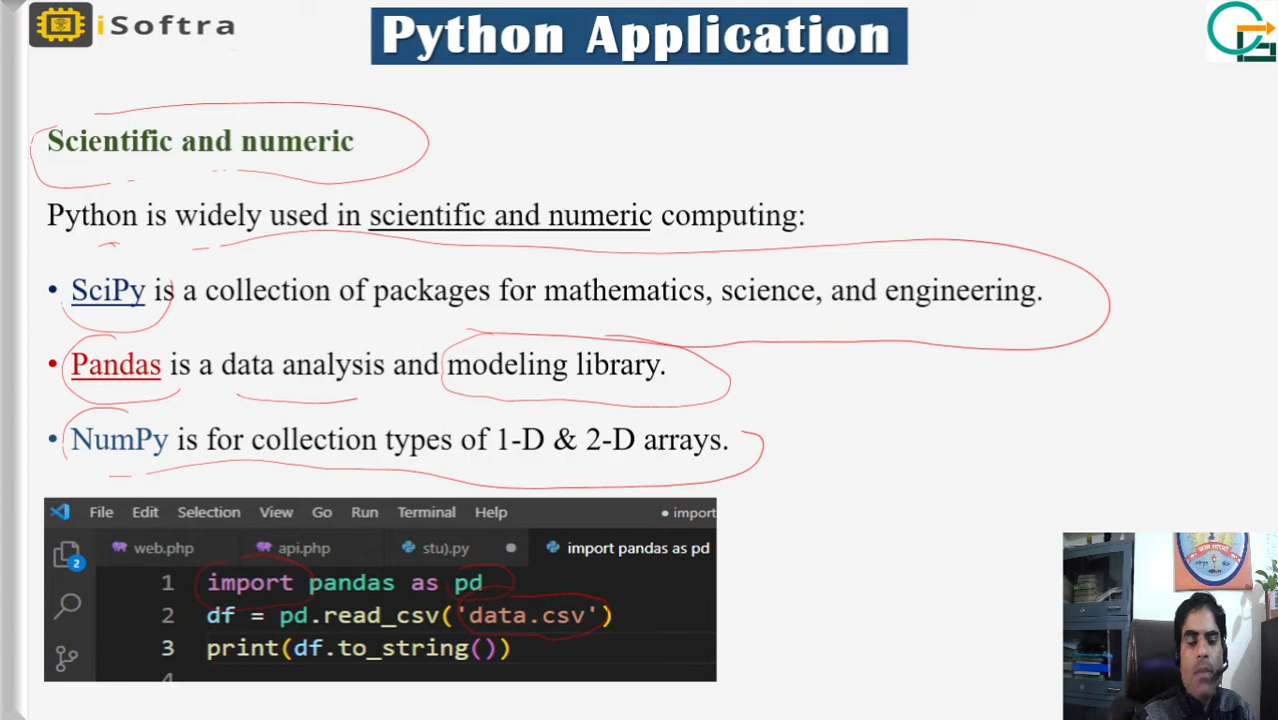 iSoftra
Python Application
Scientific and numeric
Python is widely used in scientific and numeric computing:
• SciPy is a collection of packages for mathematics, science, and engineering.
• Pandas is a data analysis and modeling library.
• NumPy is for collection types of 1-D & 2-D arrays.
File Edit Selection View Go Run Terminal Help ● import
web.php api.php stu).py ● import pandas as pd
2
1 import pandas as pd
2 df = pd.read_csv('data.csv')
3 print(df.to_string())
4